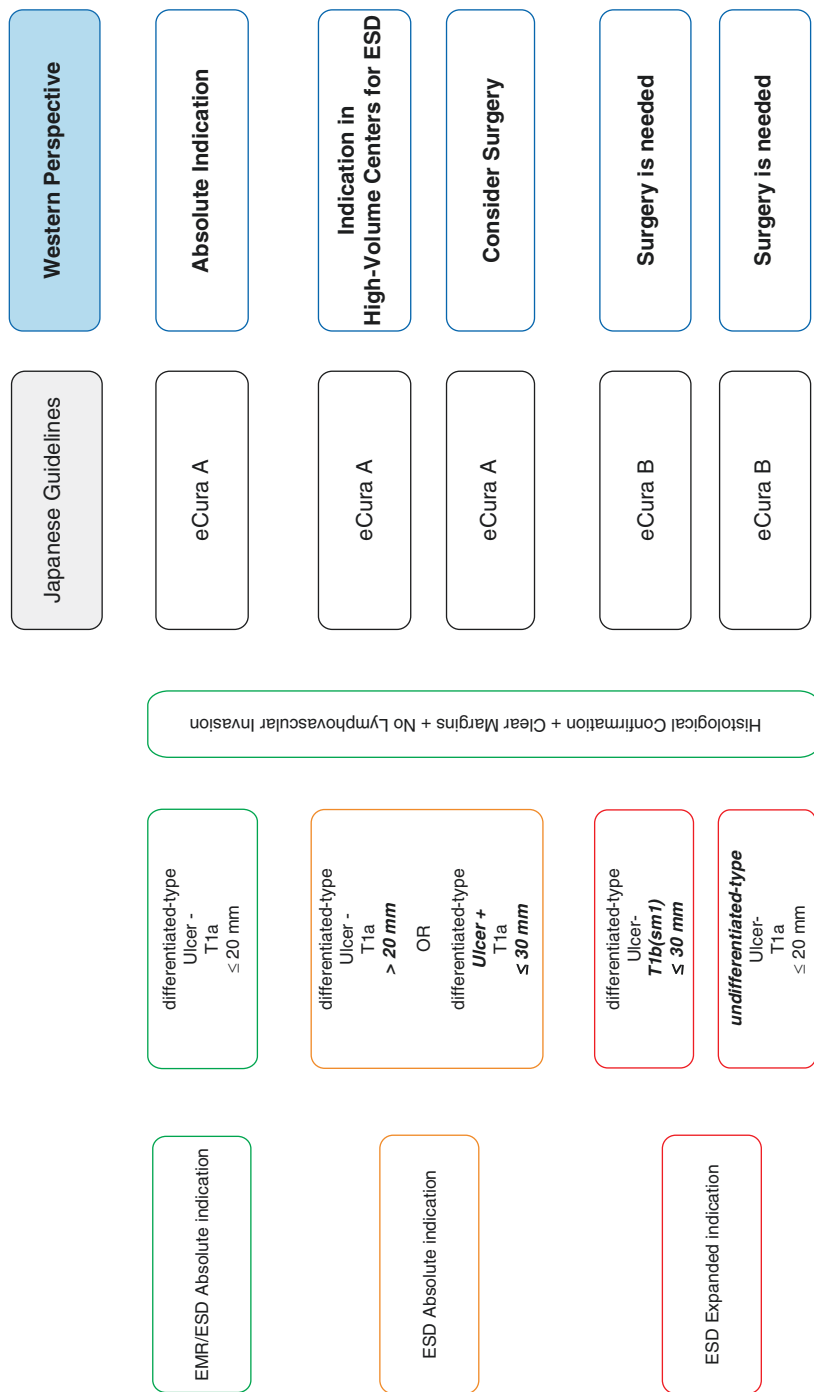 Japanese Guidelines
Western Perspective
EMR/ESD Absolute indication
differentiated-type
Ulcer -
T1a
≤ 20 mm
eCura A
Absolute Indication
ESD Absolute indication
differentiated-type
Ulcer -
T1a
> 20 mm
OR
differentiated-type
Ulcer +
T1a
≤ 30 mm
eCura A
Indication in
High-Volume Centers for ESD
eCura A
Consider Surgery
ESD Expanded indication
differentiated-type
Ulcer-
T1b(sm1)
≤ 30 mm
eCura B
Surgery is needed
undifferentiated-type
Ulcer-
T1a
≤ 20 mm
eCura B
Surgery is needed
Histological Confirmation + Clear Margins + No Lymphovascular Invasion